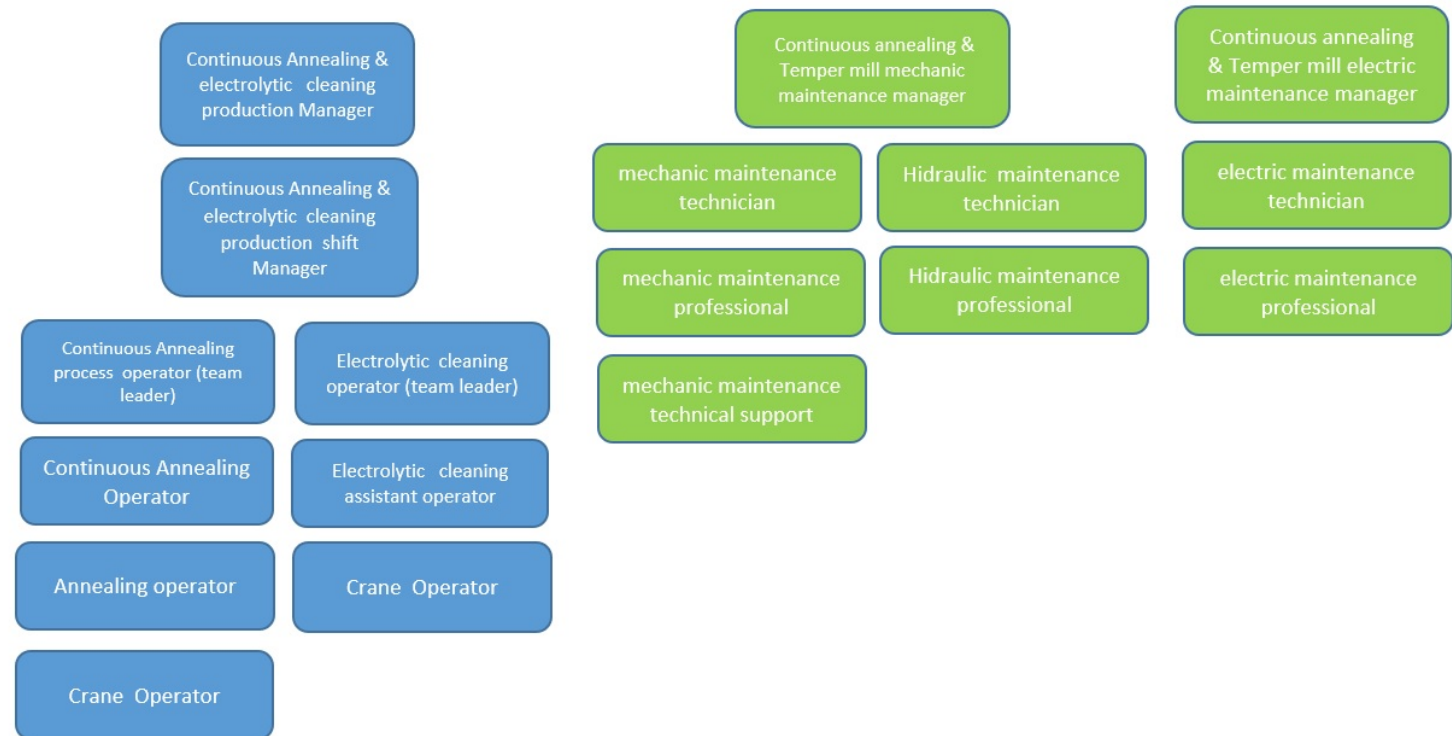 Continuous Annealing &
electrolytic cleaning
production Manager
Continuous Annealing &
electrolytic cleaning
production shift
Manager
Continuous Annealing
process operator (team
leader)
Electrolytic cleaning
operator (team leader)
Continuous Annealing
Operator
Electrolytic cleaning
assistant operator
Annealing operator
Crane Operator
Crane Operator
Continuous annealing &
Temper mill mechanic
maintenance manager
mechanic maintenance
technician
Hidraulic maintenance
technician
mechanic maintenance
professional
Hidraulic maintenance
professional
mechanic maintenance
technical support
Continuous annealing
& Temper mill electric
maintenance manager
electric maintenance
technician
electric maintenance
professional